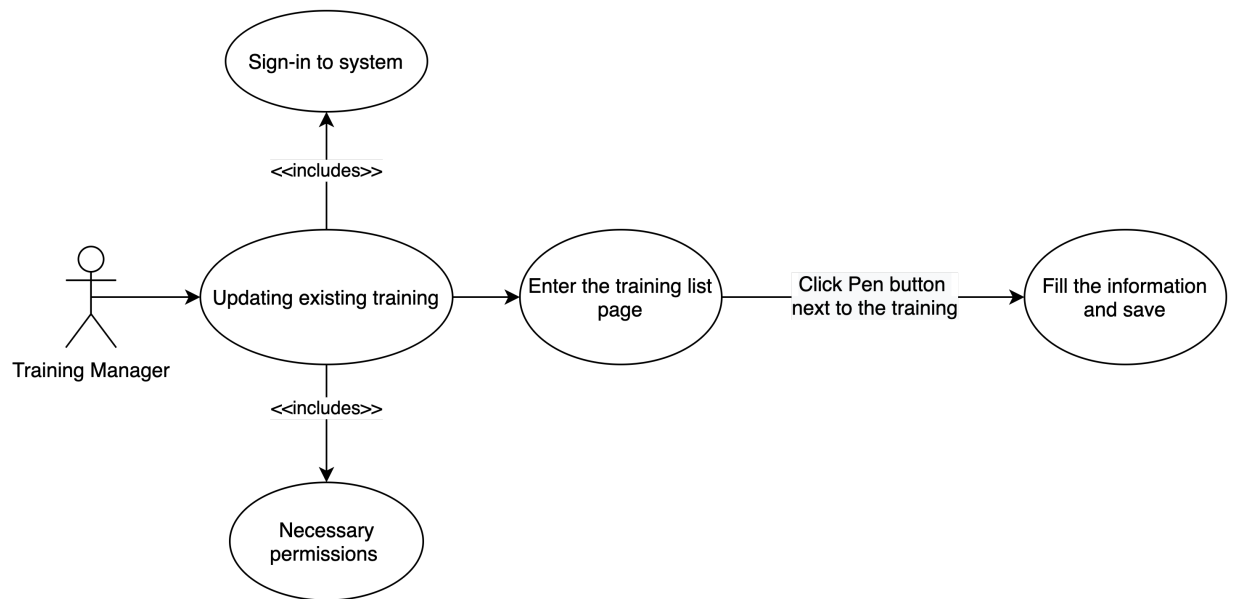 Sign-in to system
<<includes>>
Updating existing training
Enter the training list
page
Click Pen button
next to the training
Fill the information
and save
Training Manager
<<includes>>
Necessary
permissions